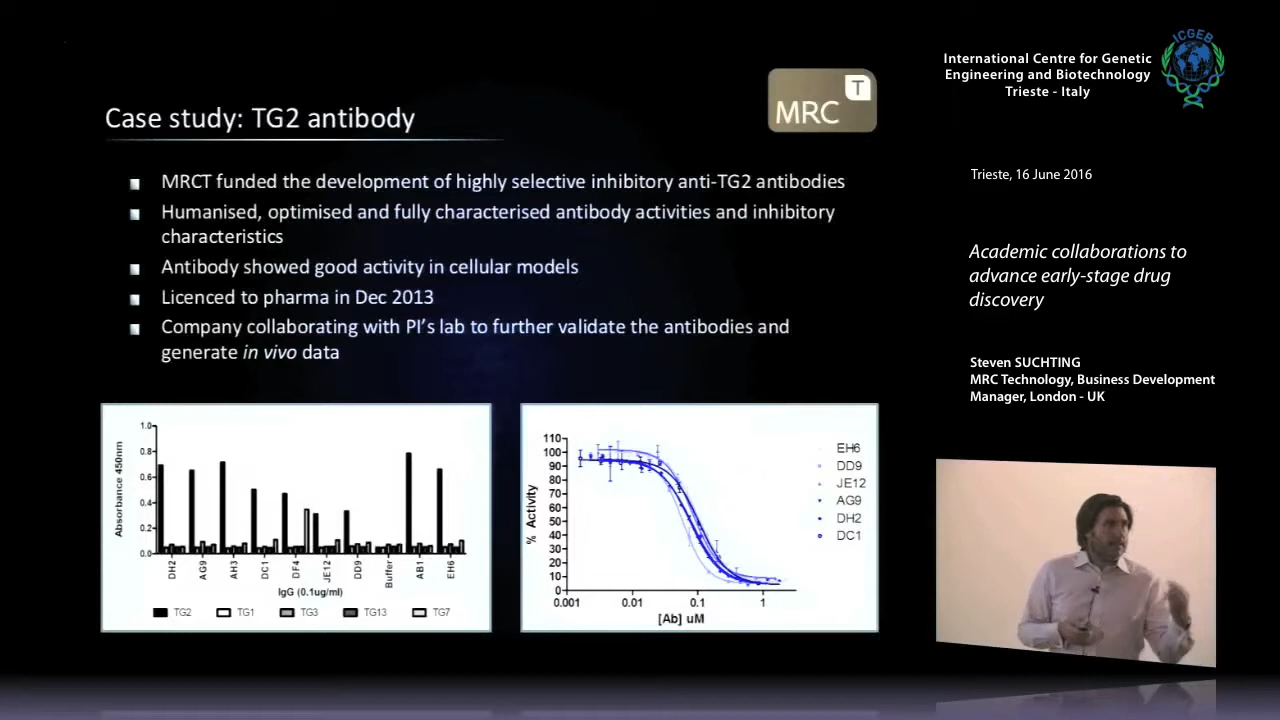 International Centre for Genetic
Engineering and Biotechnology
Trieste - Italy
ICGEB
MRC
T
Case study: TG2 antibody
MRCT funded the development of highly selective inhibitory anti-TG2 antibodies
Humanised, optimised and fully characterised antibody activities and inhibitory
characteristics
Antibody showed good activity in cellular models
Licenced to pharma in Dec 2013
Company collaborating with PI's lab to further validate the antibodies and
generate in vivo data
Trieste, 16 June 2016
Academic collaborations to
advance early-stage drug
discovery
Steven SUCHTING
MRC Technology, Business Development
Manager, London - UK
Absorbance 450nm
1.0
0.8
0.6
0.4
0.2
0.0
DH2
AG9
AH3
DC1
DF4
JE12
DD9
Buffer
AB1
EH6
IgG (0.1ug/ml)
TG2
TG1
TG3
TG13
TG7
% Activity
110
100
90
80
70
60
50
40
30
20
10
0
0.001
0.01
0.1
1
[Ab] uM
EH6
DD9
JE12
AG9
DH2
DC1